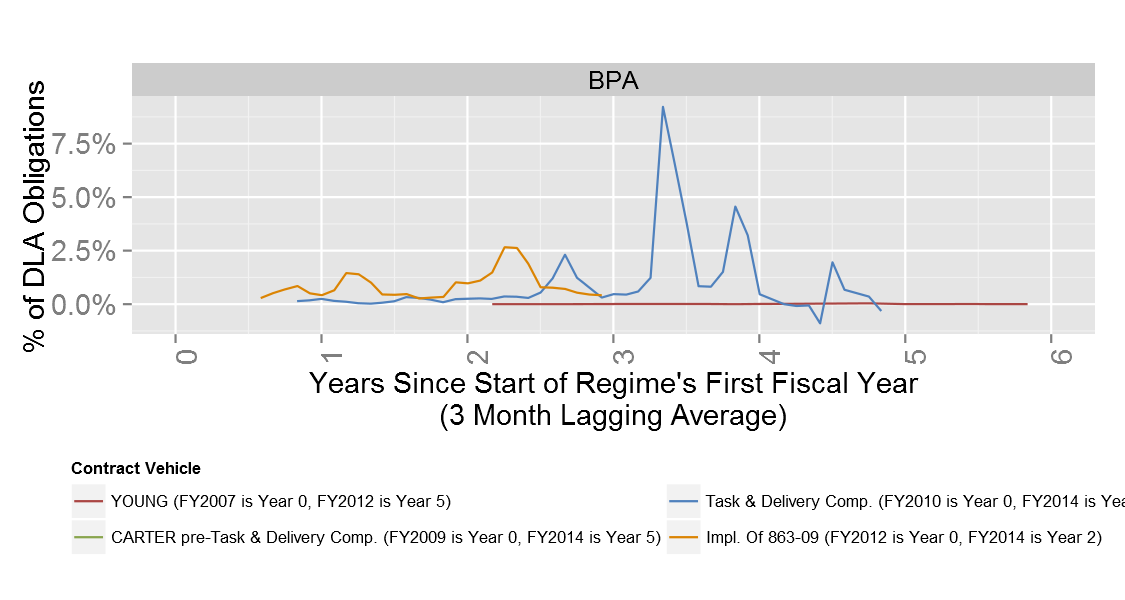 BPA
% of DLA Obligations
7.5%
5.0%
2.5%
0.0%
0 1 2 3 4 5 6
Years Since Start of Regime's First Fiscal Year
(3 Month Lagging Average)
Contract Vehicle
YOUNG (FY2007 is Year 0, FY2012 is Year 5)
Task & Delivery Comp. (FY2010 is Year 0, FY2014 is Yea
CARTER pre-Task & Delivery Comp. (FY2009 is Year 0, FY2014 is Year 5)
Impl. Of 863-09 (FY2012 is Year 0, FY2014 is Year 2)